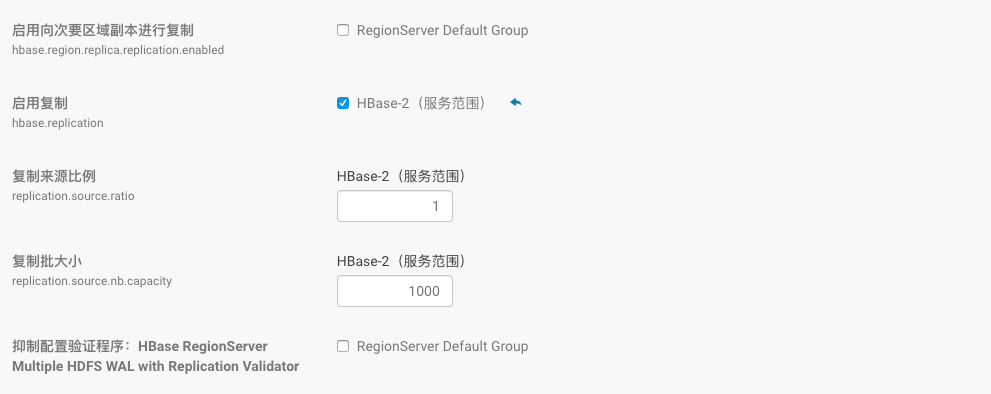 启用向次要区域副本进行复制
RegionServer Default Group
hbase.region.replica.replication.enabled
启用复制
HBase-2（服务范围）
hbase.replication
复制来源比例
HBase-2（服务范围）
replication.source.ratio
1
复制批大小
HBase-2（服务范围）
replication.source.nb.capacity
1000
抑制配置验证程序：HBase RegionServer
RegionServer Default Group
Multiple HDFS WAL with Replication Validator